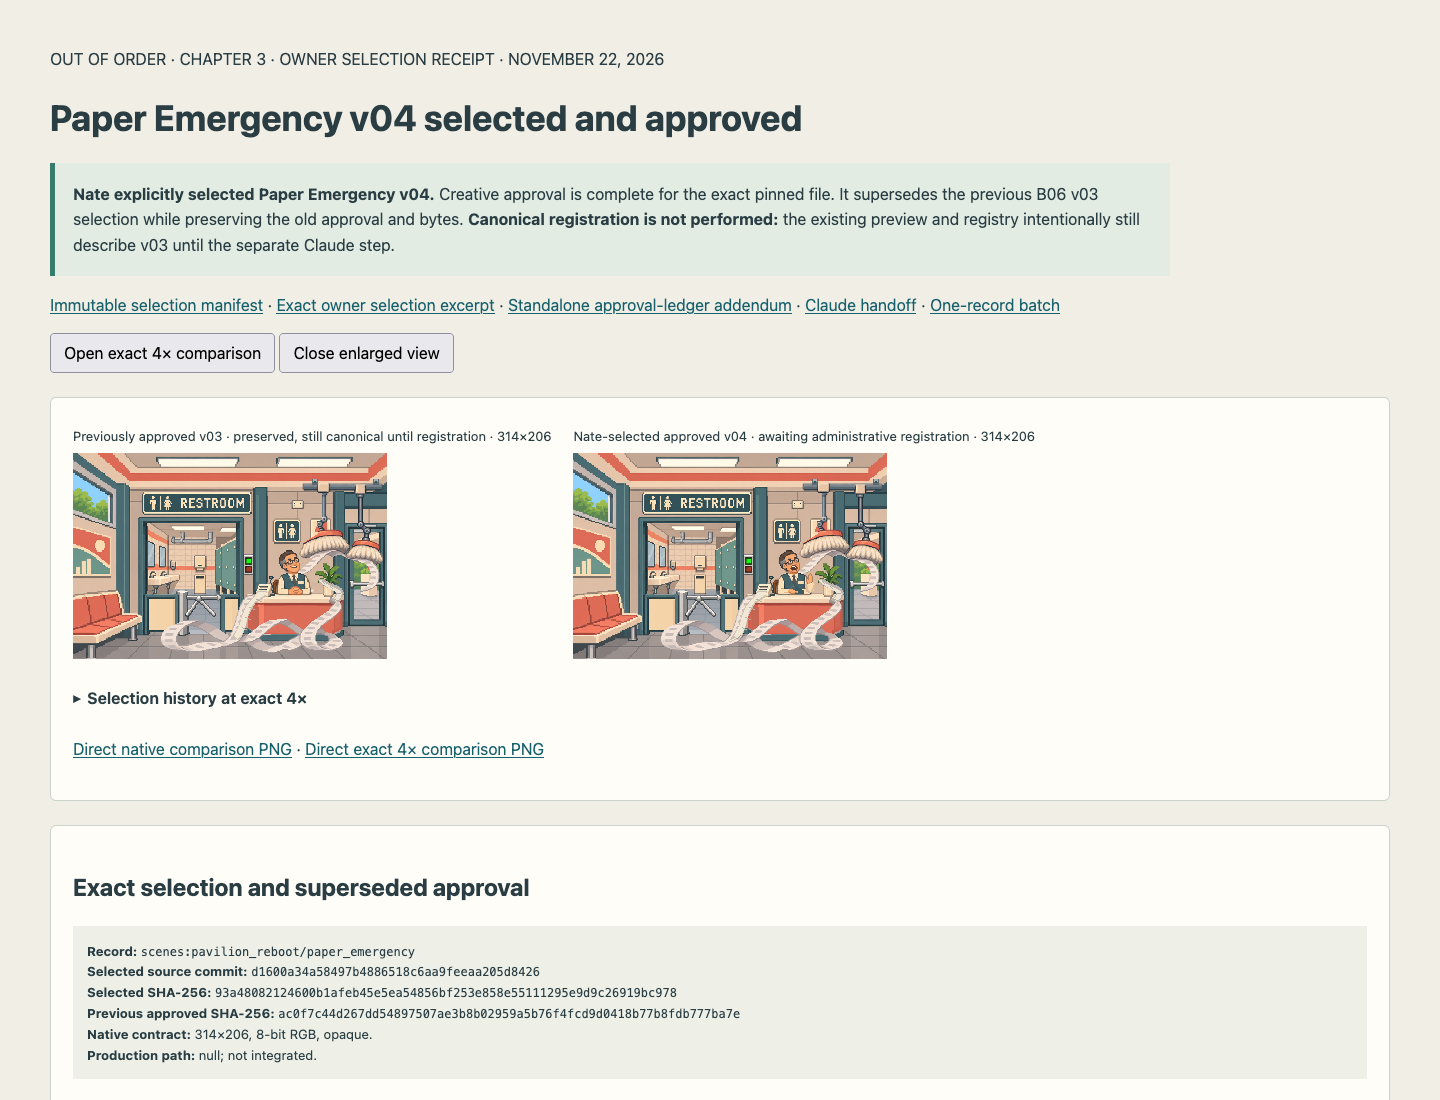 OUT OF ORDER · CHAPTER 3 · OWNER SELECTION RECEIPT · NOVEMBER 22, 2026
Paper Emergency v04 selected and approved
Nate explicitly selected Paper Emergency v04. Creative approval is complete for the exact pinned file. It supersedes the previous B06 v03
selection while preserving the old approval and bytes. Canonical registration is not performed: the existing preview and registry intentionally still
describe v03 until the separate Claude step.
Immutable selection manifest · Exact owner selection excerpt · Standalone approval-ledger addendum · Claude handoff · One-record batch
Open exact 4× comparison Close enlarged view
Previously approved v03 · preserved, still canonical until registration · 314×206
RESTROOM
Nate-selected approved v04 · awaiting administrative registration · 314×206
RESTROOM
▸ Selection history at exact 4×
Direct native comparison PNG · Direct exact 4× comparison PNG
Exact selection and superseded approval
Record: scenes:pavilion_reboot/paper_emergency
Selected source commit: d1600a34a58497b4886518c6aa9feeaa205d8426
Selected SHA-256: 93a48082124600b1afeb45e5ea54856bf253e858e55111295e9d9c26919bc978
Previous approved SHA-256: ac0f7c44d267dd54897507ae3b8b02959a5b76f4fcd9d0418b77b8fdb777ba7e
Native contract: 314×206, 8-bit RGB, opaque.
Production path: null; not integrated.